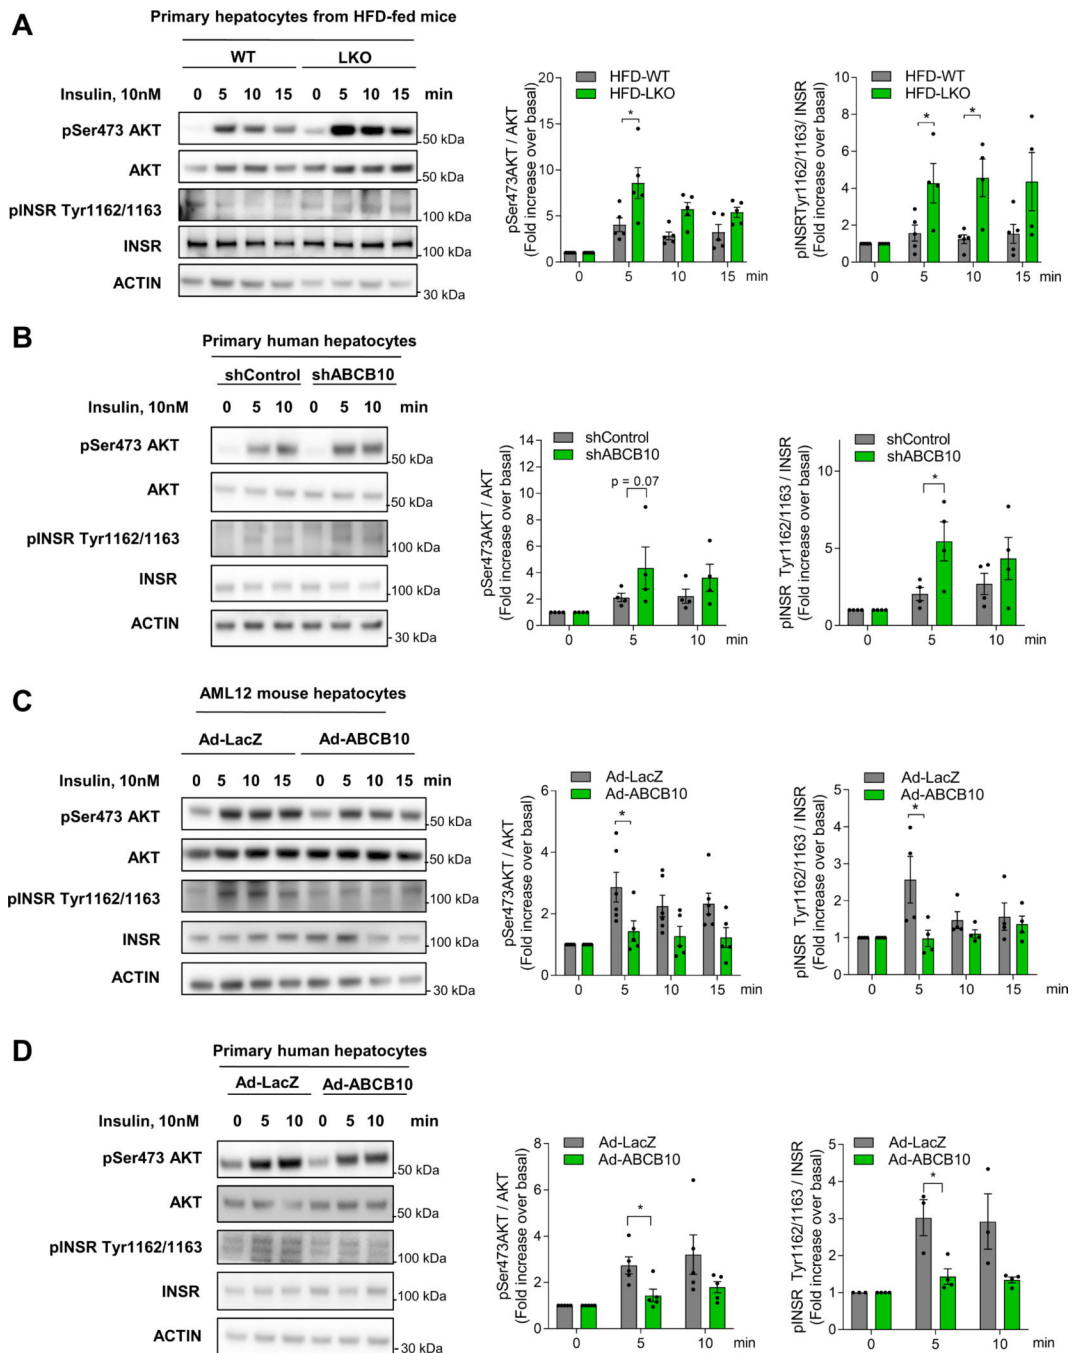 A
Primary hepatocytes from HFD-fed mice
WT LKO
Insulin, 10nM 0 5 10 15 0 5 10 15 min
pSer473 AKT
50 kDa
AKT
50 kDa
pINSR Tyr1162/1163
100 kDa
INSR
100 kDa
ACTIN
30 kDa
HFD-WT
HFD-LKO
pSer473AKT / AKT
(Fold increase over basal)
20
15
10
5
0
*
0 5 10 15 min
HFD-WT
HFD-LKO
pINSRTyr1162/1163/ INSR
(Fold increase over basal)
10
8
6
4
2
0
* *
0 5 10 15 min
B
Primary human hepatocytes
shControl shABCB10
Insulin, 10nM 0 5 10 0 5 10 min
pSer473 AKT
50 kDa
AKT
50 kDa
pINSR Tyr1162/1163
100 kDa
INSR
100 kDa
ACTIN
30 kDa
shControl
shABCB10
pSer473AKT / AKT
(Fold increase over basal)
14
12
10
8
6
4
2
0
p = 0.07
0 5 10 min
shControl
shABCB10
pINSR Tyr1162/1163 / INSR
(Fold increase over basal)
10
5
0
*
0 5 10 min
C
AML12 mouse hepatocytes
Ad-LacZ Ad-ABCB10
Insulin, 10nM 0 5 10 15 0 5 10 15 min
pSer473 AKT
50 kDa
AKT
50 kDa
pINSR Tyr1162/1163
100 kDa
INSR
100 kDa
ACTIN
30 kDa
Ad-LacZ
Ad-ABCB10
pSer473AKT / AKT
(Fold increase over basal)
6
4
2
0
*
0 5 10 15 min
Ad-LacZ
Ad-ABCB10
pINSR Tyr1162/1163 / INSR
(Fold increase over basal)
5
4
3
2
1
0
*
0 5 10 15 min
D
Primary human hepatocytes
Ad-LacZ Ad-ABCB10
Insulin, 10nM 0 5 10 0 5 10 min
pSer473 AKT
50 kDa
AKT
50 kDa
pINSR Tyr1162/1163
100 kDa
INSR
100 kDa
ACTIN
30 kDa
Ad-LacZ
Ad-ABCB10
pSer473AKT / AKT
(Fold increase over basal)
8
6
4
2
0
*
0 5 10 min
Ad-LacZ
Ad-ABCB10
pINSR Tyr1162/1163 / INSR
(Fold increase over basal)
5
4
3
2
1
0
*
0 5 10 min